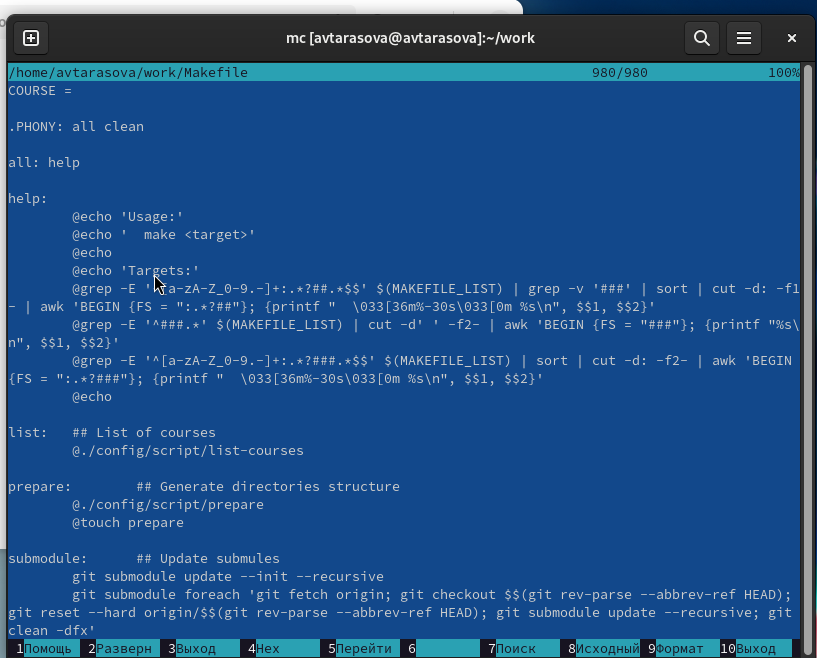 mc [avtarasova@avtarasova]:~/work
/home/avtarasova/work/Makefile 980/980 100%
COURSE =
.PHONY: all clean
all: help
help:
@echo 'Usage:'
@echo '  make <target>'
@echo
@echo 'Targets:'
@grep -E '^[a-zA-Z_0-9.-]+:.*?##.*$$' $(MAKEFILE_LIST) | grep -v '###' | sort | cut -d: -f1
- | awk 'BEGIN {FS = ":.*?##"}; {printf "  \033[36m%-30s\033[0m %s\n", $$1, $$2}'
@grep -E '^###.*' $(MAKEFILE_LIST) | cut -d' ' -f2- | awk 'BEGIN {FS = "###"}; {printf "%s\
n", $$1, $$2}'
@grep -E '^[a-zA-Z_0-9.-]+:.*?###.*$$' $(MAKEFILE_LIST) | sort | cut -d: -f2- | awk 'BEGIN
{FS = ":.*?###"}; {printf "  \033[36m%-30s\033[0m %s\n", $$1, $$2}'
@echo
list:   ## List of courses
@./config/script/list-courses
prepare:        ## Generate directories structure
@./config/script/prepare
@touch prepare
submodule:      ## Update submules
git submodule update --init --recursive
git submodule foreach 'git fetch origin; git checkout $$(git rev-parse --abbrev-ref HEAD);
git reset --hard origin/$$(git rev-parse --abbrev-ref HEAD); git submodule update --recursive; git
clean -dfx'
1Помощь 2Разверн 3Выход 4Hex 5Перейти 6 7Поиск 8Исходный 9Формат 10Выход